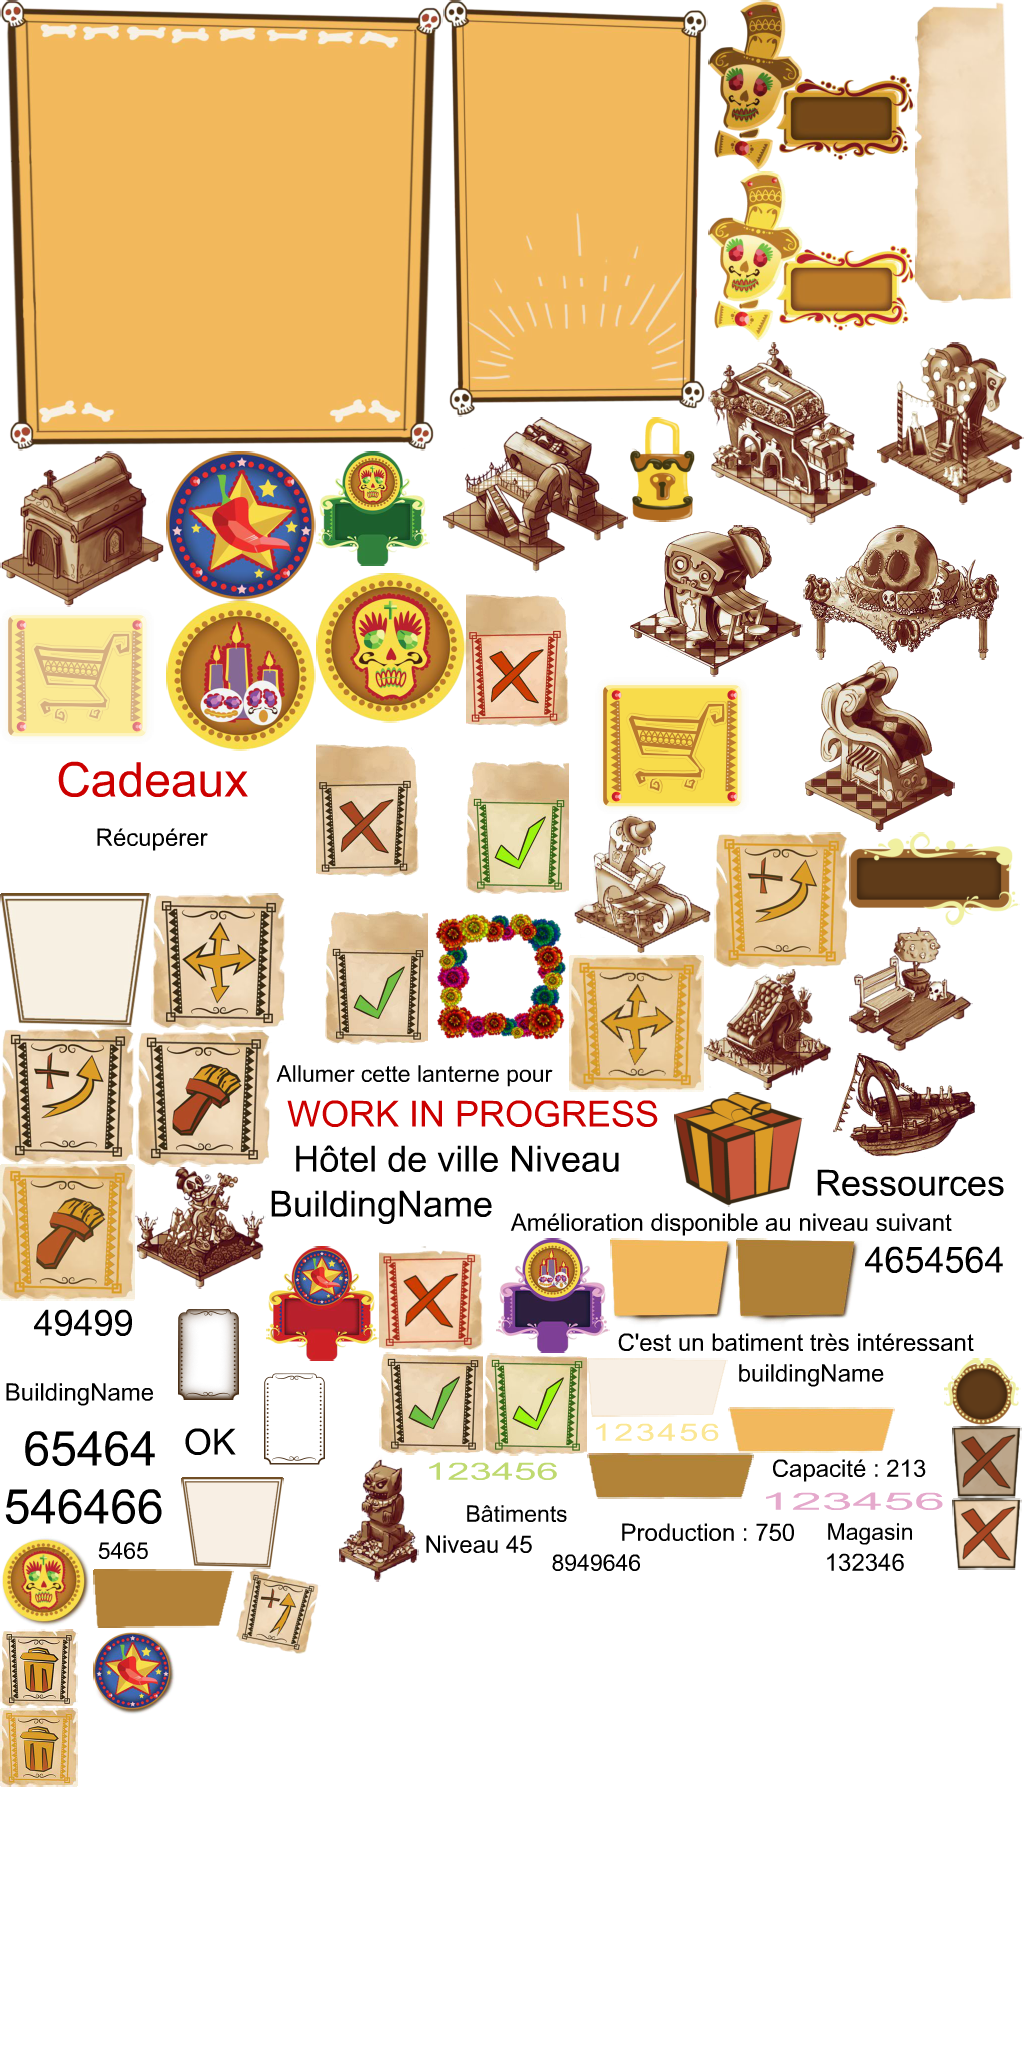 Cadeaux
Récupérer
Allumer cette lanterne pour
WORK IN PROGRESS
Hôtel de ville Niveau
Ressources
BuildingName
Amélioration disponible au niveau suivant
4654564
49499
C'est un batiment très intéressant
buildingName
BuildingName
123456
65464
OK
123456
Capacité : 213
123456
546466
Bâtiments
Production : 750
Magasin
Niveau 45
5465
8949646
132346